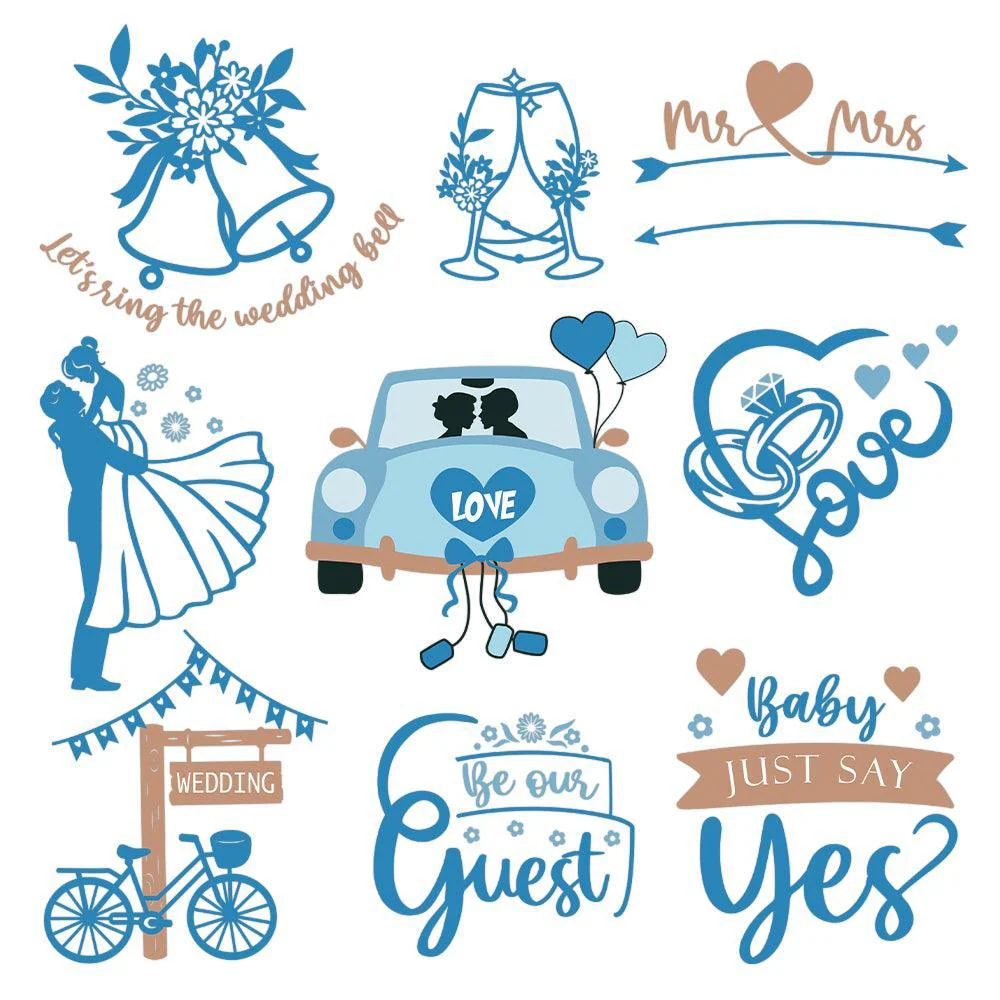 Mr Mrs
Let's ring the wedding bell
LOVE
Love
WEDDING
Be our
Guest
Baby
JUST SAY
Yes